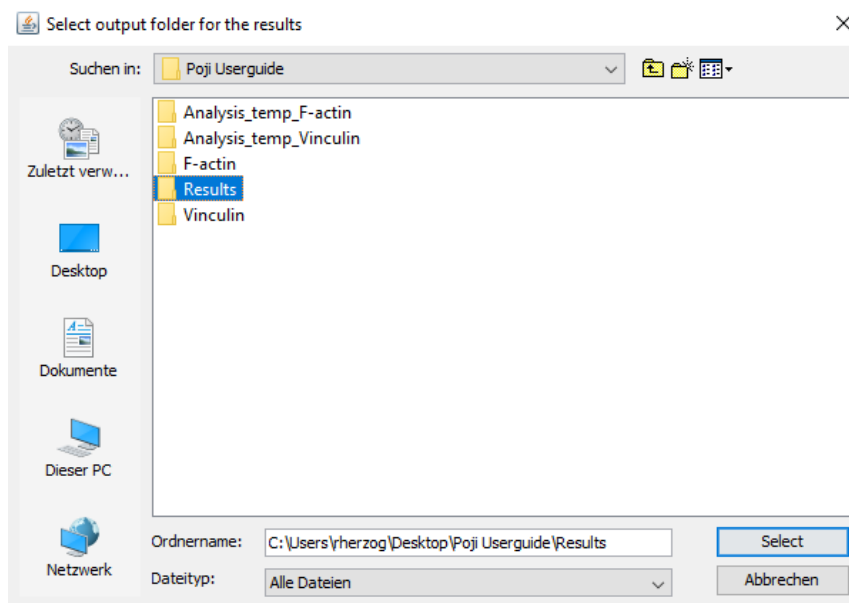 Select output folder for the results
Suchen in:
Poji Userguide
Analysis_temp_F-actin
Analysis_temp_Vinculin
F-actin
Results
Vinculin
Zuletzt verw...
Desktop
Dokumente
Dieser PC
Netzwerk
Ordnername:
C:\Users\rherzog\Desktop\Poji Userguide\Results
Select
Dateityp:
Alle Dateien
Abbrechen